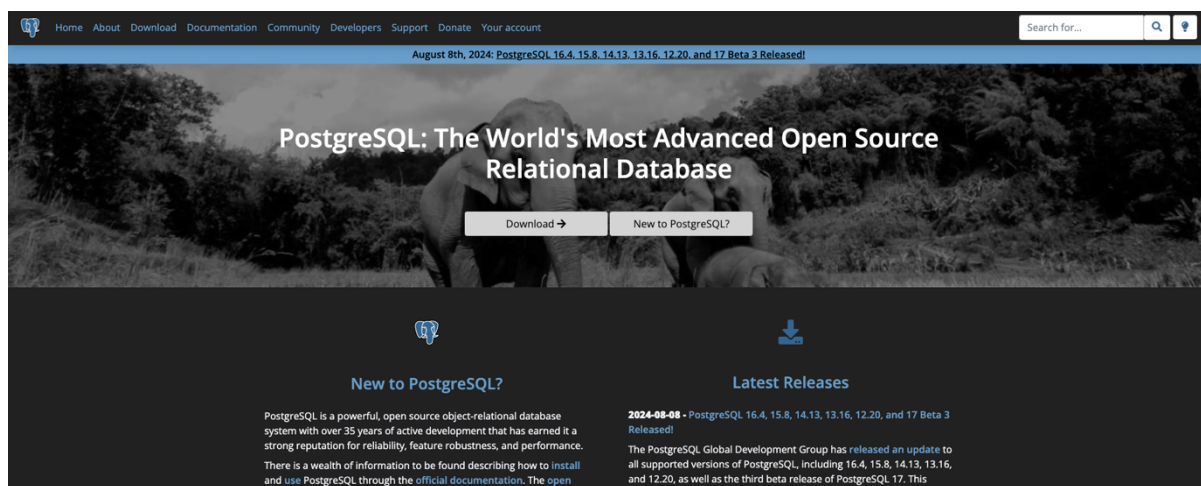 Home About Download Documentation Community Developers Support Donate Your account
Search for...
August 8th, 2024: PostgreSQL 16.4, 15.8, 14.13, 13.16, 12.20, and 17 Beta 3 Released!
PostgreSQL: The World's Most Advanced Open Source
Relational Database
Download →
New to PostgreSQL?
New to PostgreSQL?
PostgreSQL is a powerful, open source object-relational database
system with over 35 years of active development that has earned it a
strong reputation for reliability, feature robustness, and performance.
There is a wealth of information to be found describing how to install
and use PostgreSQL through the official documentation. The open
Latest Releases
2024-08-08 - PostgreSQL 16.4, 15.8, 14.13, 13.16, 12.20, and 17 Beta 3
Released!
The PostgreSQL Global Development Group has released an update to
all supported versions of PostgreSQL, including 16.4, 15.8, 14.13, 13.16,
and 12.20, as well as the third beta release of PostgreSQL 17. This